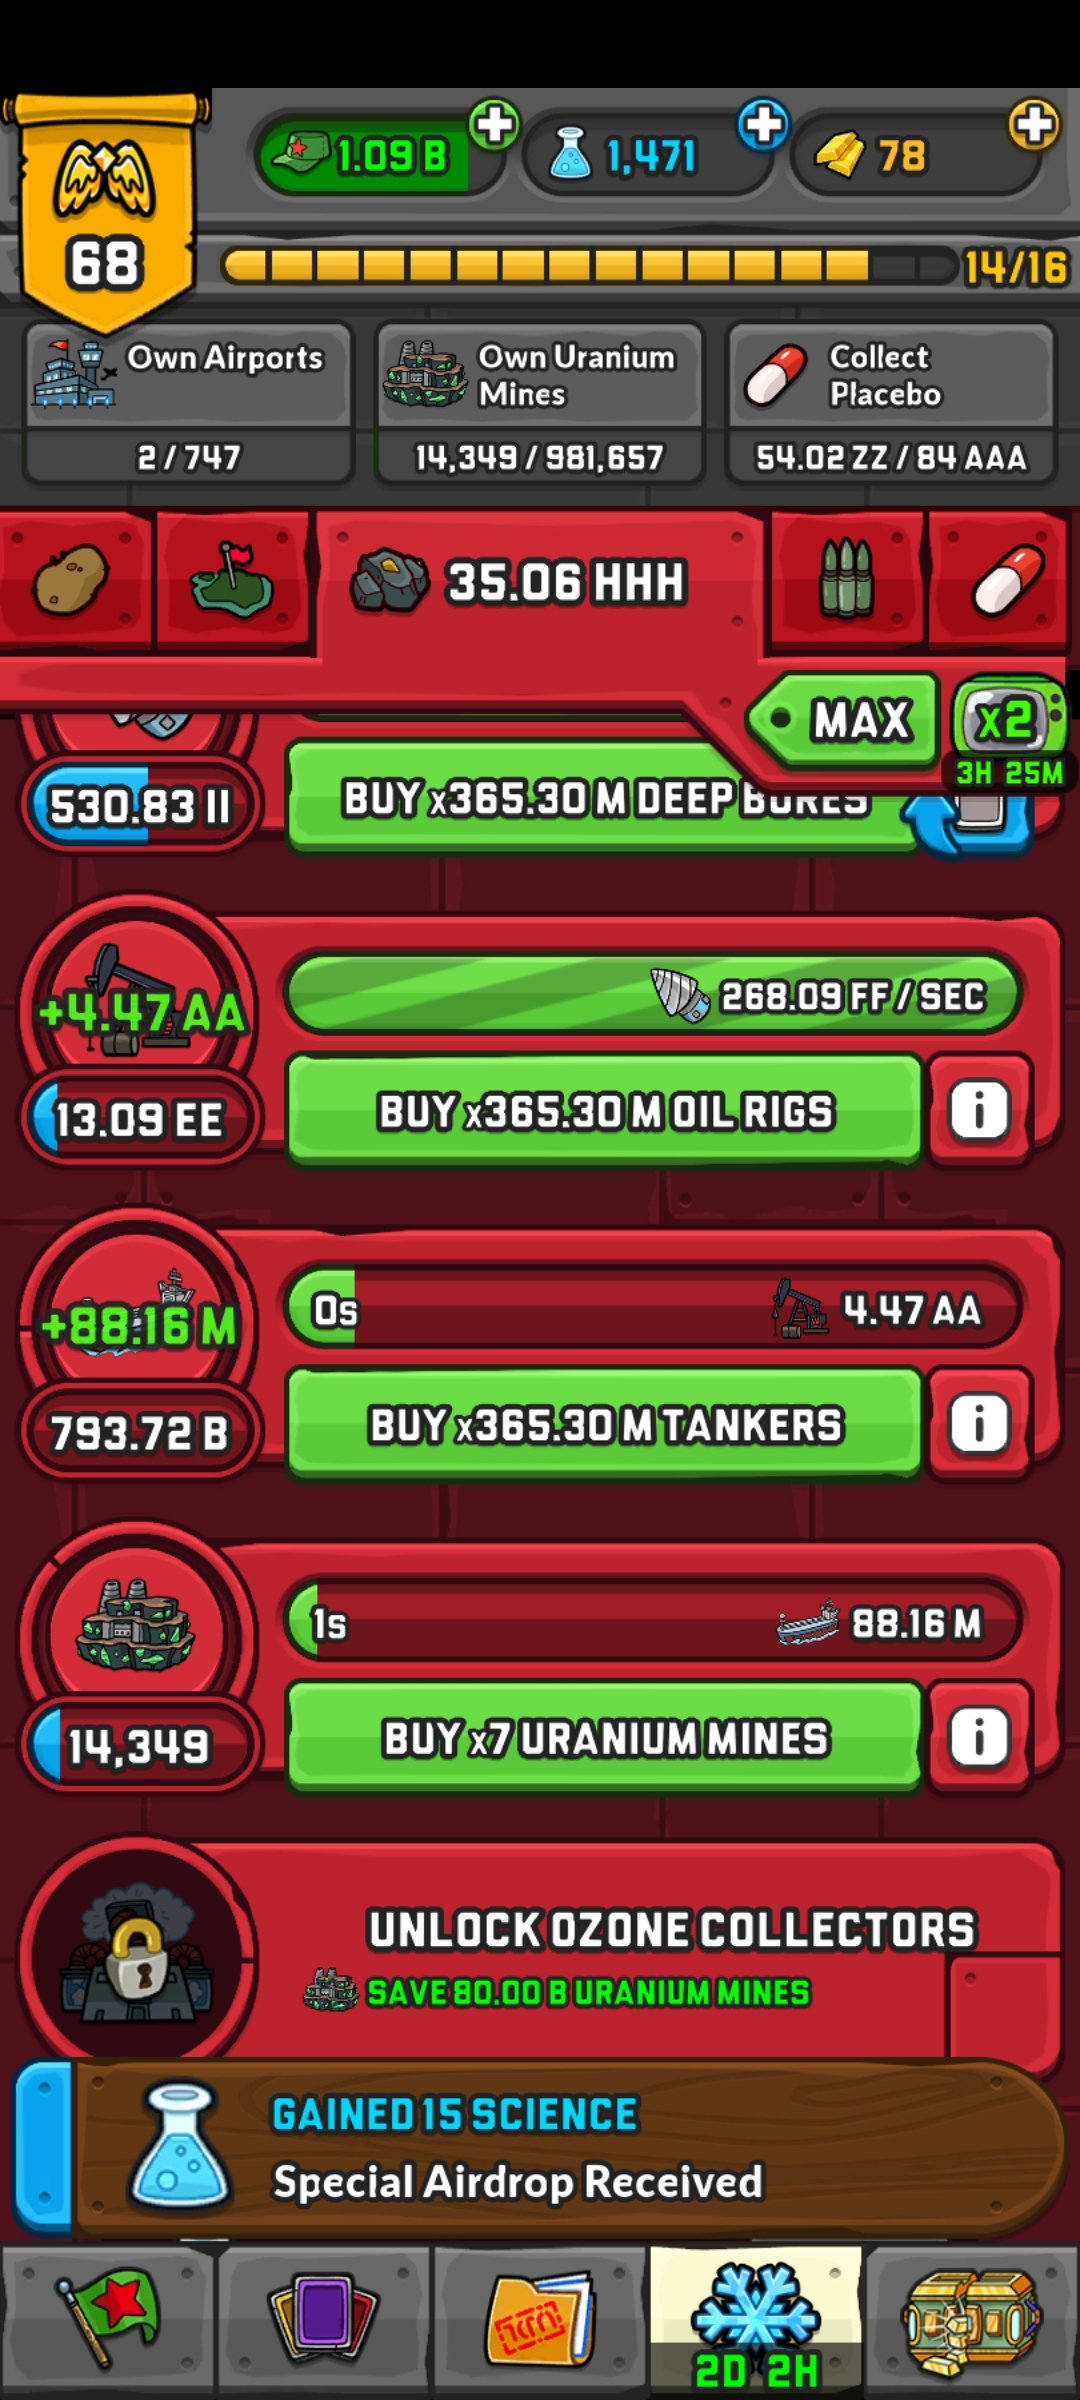 1.09 B
1,471
78
68
14/16
Own Airports
2 / 747
Own Uranium
Mines
14,349 / 981,657
Collect
Placebo
54.02 ZZ / 84 AAA
35.06 HHH
MAX
x2
3H 25M
530.83 II
BUY x365.30 M DEEP BORES
+4.47 AA
268.09 FF / SEC
13.09 EE
BUY x365.30 M OIL RIGS
i
+88.16 M
0s
4.47 AA
793.72 B
BUY x365.30 M TANKERS
i
1s
88.16 M
14,349
BUY x7 URANIUM MINES
i
UNLOCK OZONE COLLECTORS
SAVE 80.00 B URANIUM MINES
GAINED 15 SCIENCE
Special Airdrop Received
2D 2H